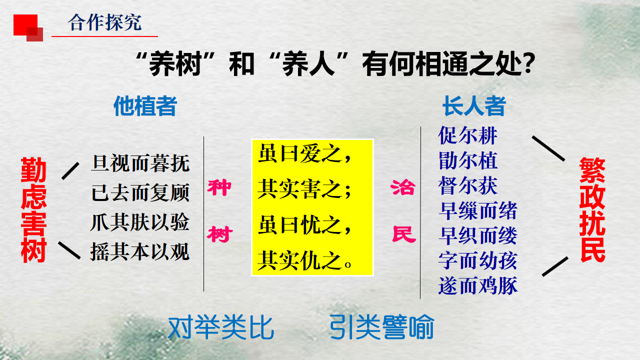 合作探究
“养树”和“养人”有何相通之处?
他植者
长人者
勤虑害树
旦视而暮抚
已去而复顾
爪其肤以验
摇其本以观
种树
虽曰爱之，
其实害之；
虽曰忧之，
其实仇之。
治民
促尔耕
勖尔植
督尔获
早缫而绪
早织而缕
字而幼孩
遂而鸡豚
繁政扰民
对举类比 引类譬喻